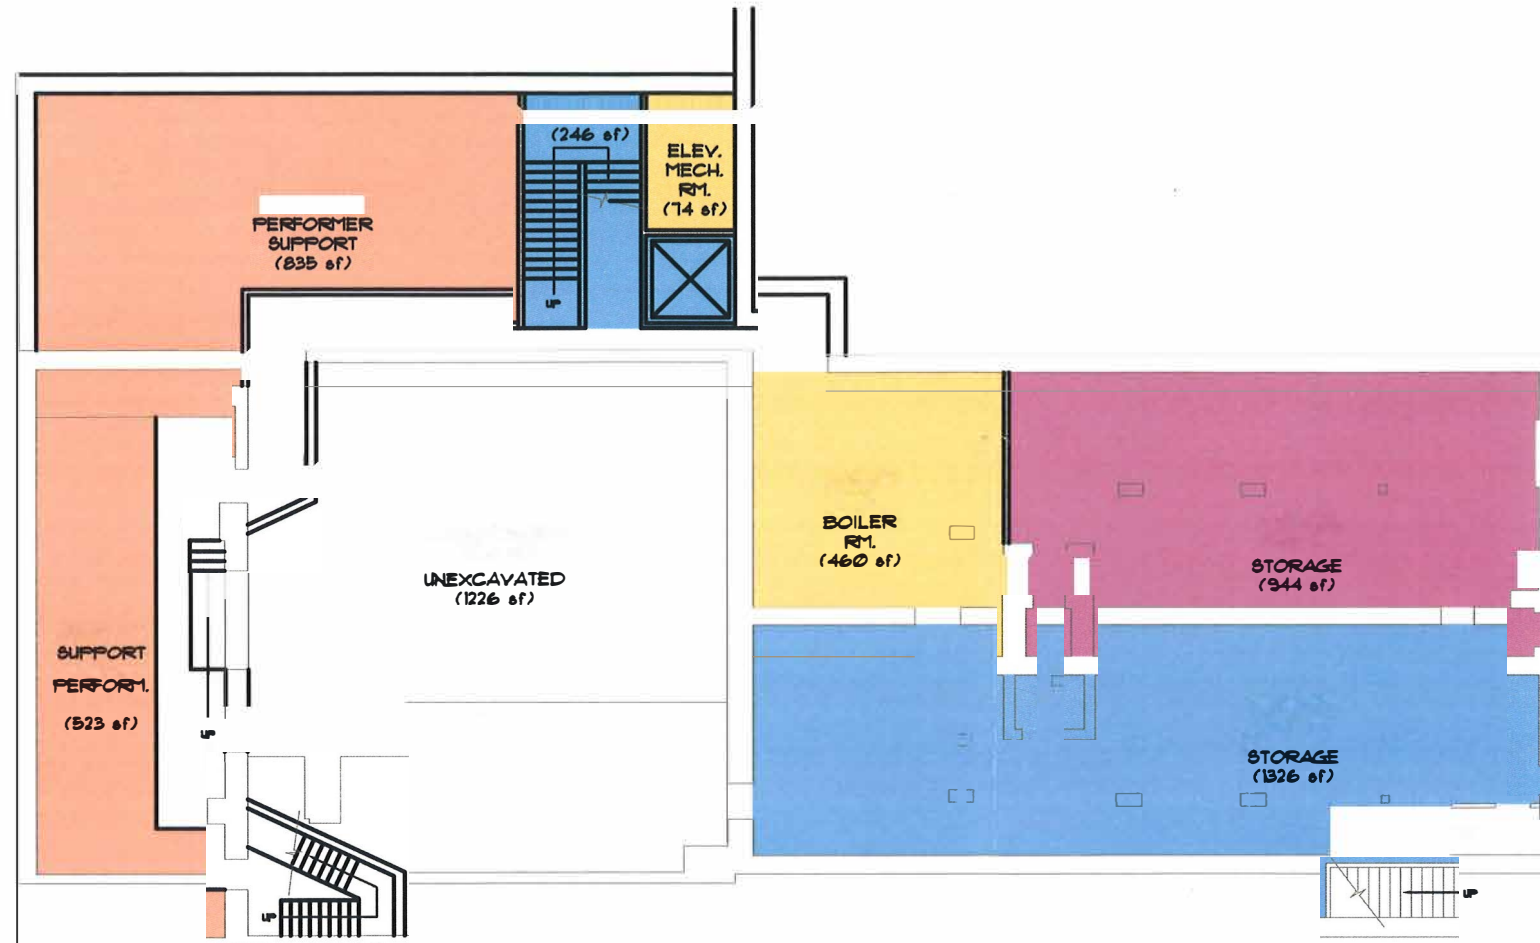 (246 sf)
ELEV.
MECH.
RM.
(74 sf)
PERFORMER
SUPPORT
(835 sf)
UP
BOILER
RM.
(460 sf)
STORAGE
(944 sf)
UNEXCAVATED
(1226 sf)
SUPPORT
PERFORM.
(523 sf)
UP
STORAGE
(1326 sf)
UP
UP